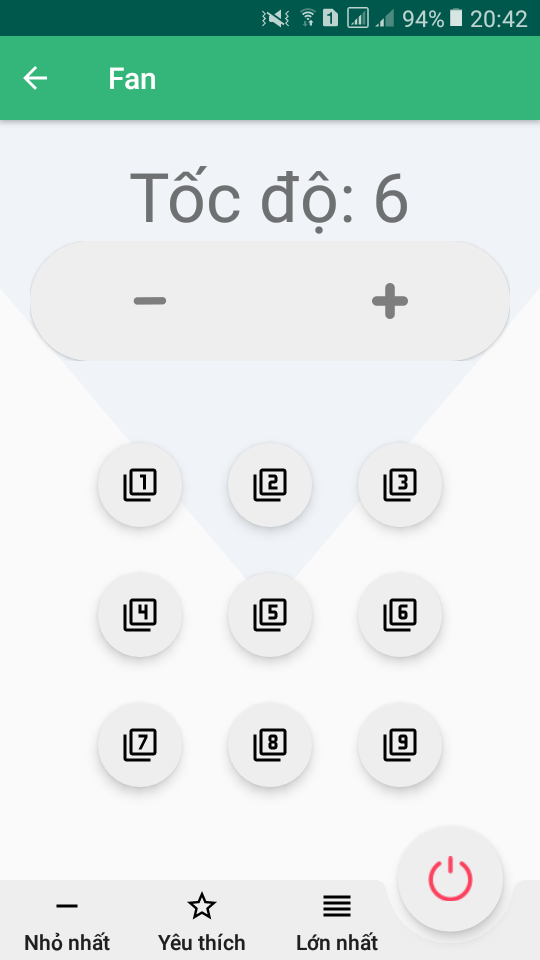 94% 20:42
Fan
Tốc độ: 6
1 2 3
4 5 6
7 8 9
Nhỏ nhất Yêu thích Lớn nhất